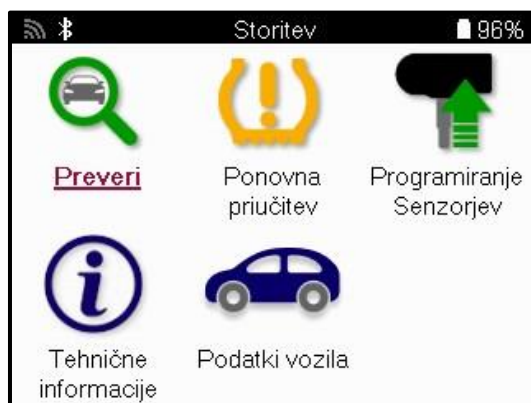 Storitev 96%
Preveri
Ponovna
priučitev
Programiranje
Senzorjev
Tehnične
informacije
Podatki vozila